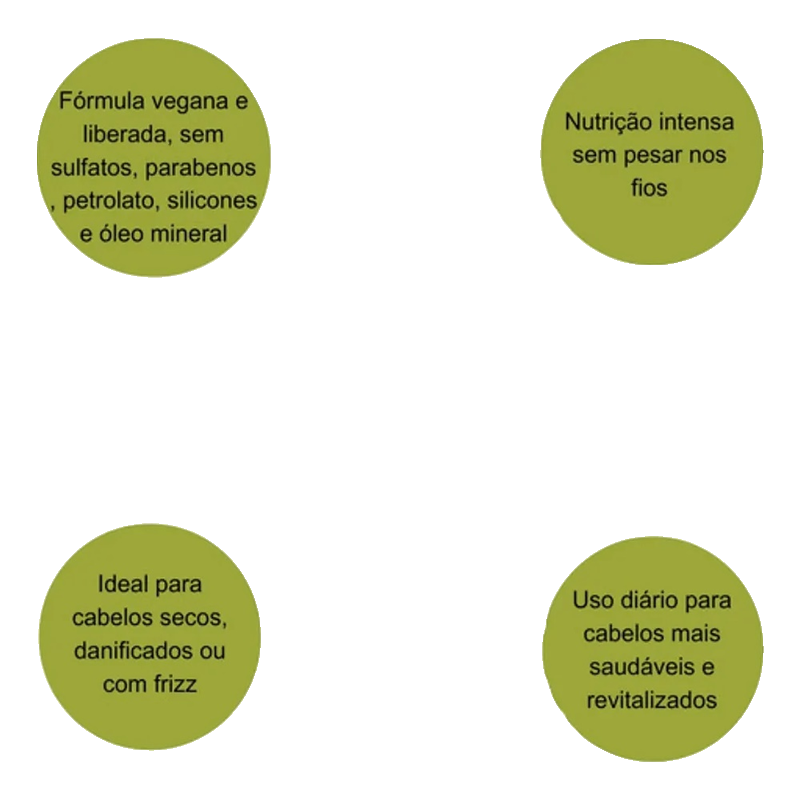 Fórmula vegana e
liberada, sem
sulfatos, parabenos
, petrolato, silicones
e óleo mineral
Nutrição intensa
sem pesar nos
fios
Ideal para
cabelos secos,
danificados ou
com frizz
Uso diário para
cabelos mais
saudáveis e
revitalizados